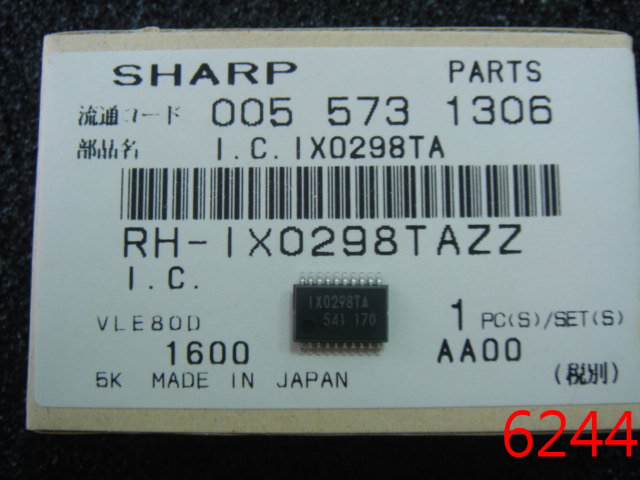 SHARP PARTS
流通コード 005 573 1306
部品名 I.C.IX0298TA
RH-IX0298TAZZ
I.C.
IX0298TA
541 170
VLE80D 1 PC(S)/SET(S)
1600 AA00
5K MADE IN JAPAN (税別)
6244